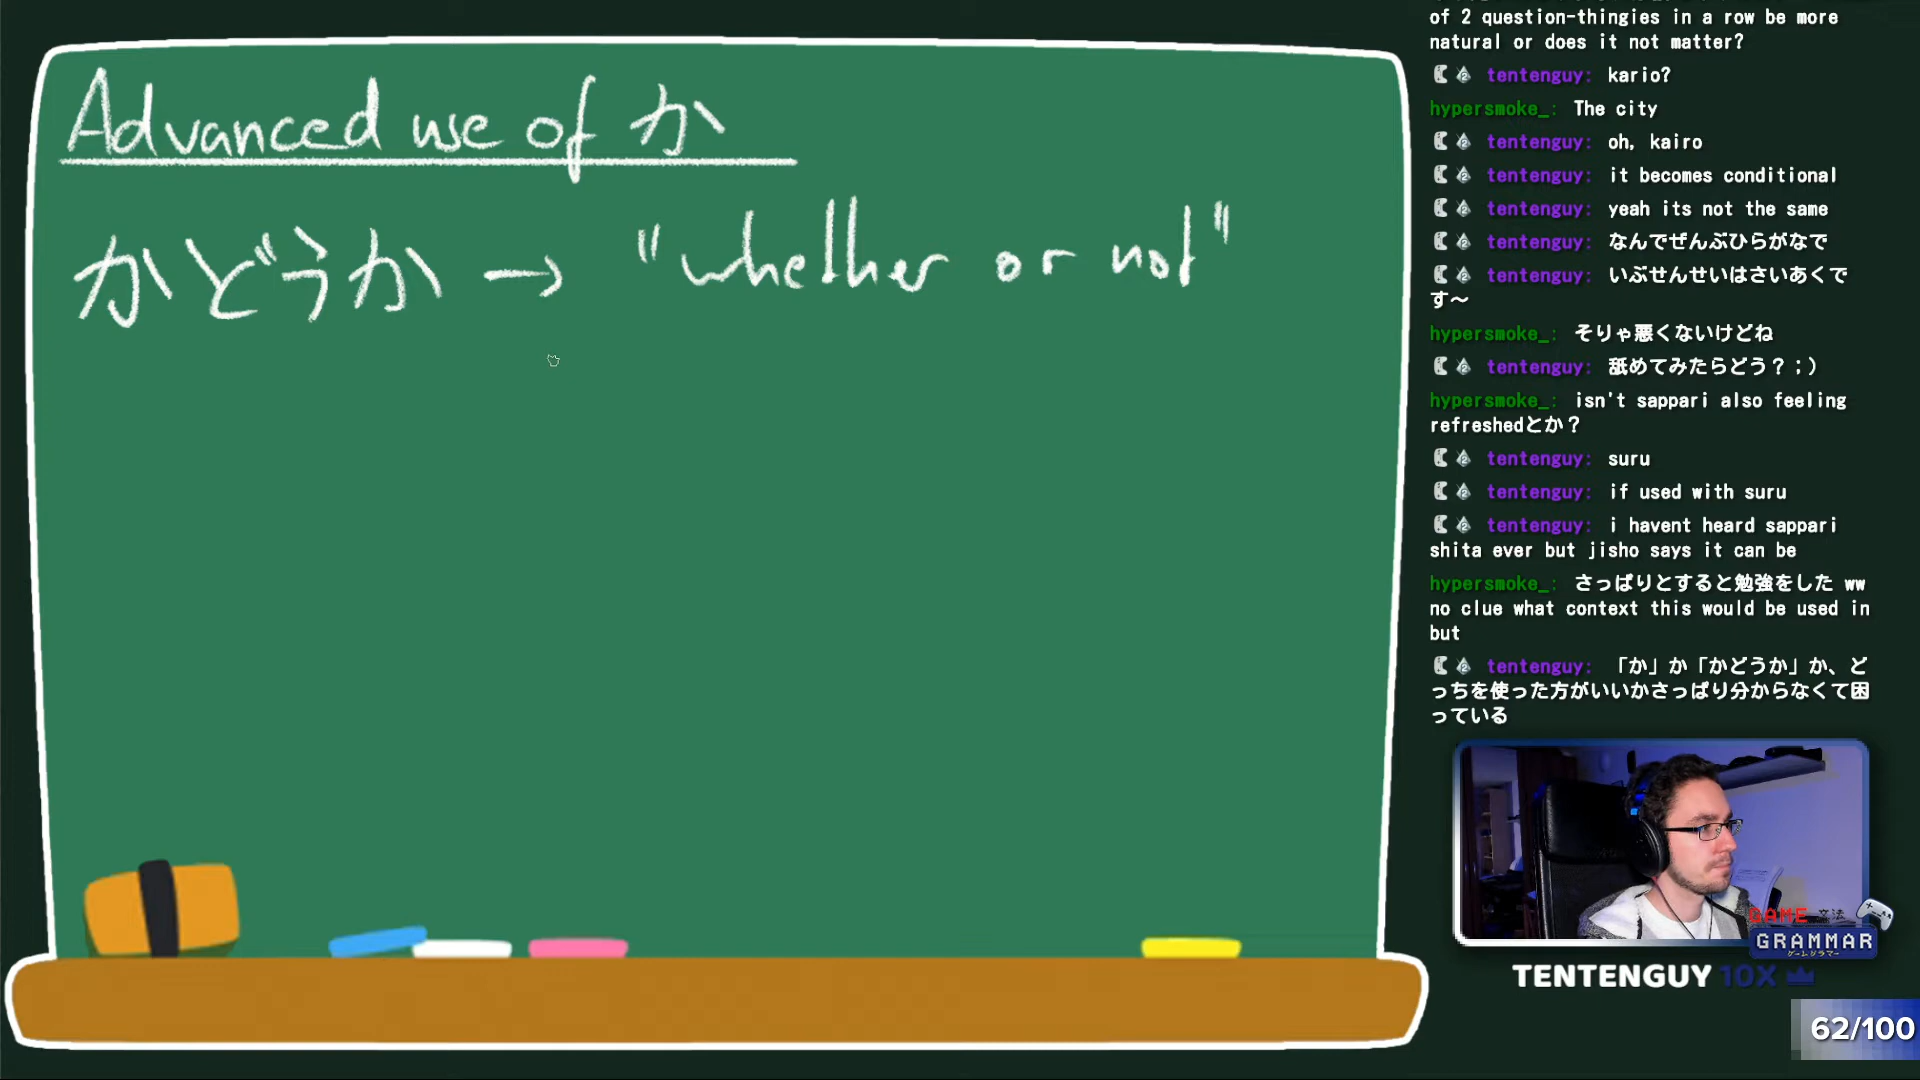 Advanced use of か
かどうか → "whether or not"
of 2 question-thingies in a row be more
natural or does it not matter?
tentenguy: kario?
hypersmoke_: The city
tentenguy: oh, kairo
tentenguy: it becomes conditional
tentenguy: yeah its not the same
tentenguy: なんでぜんぶひらがなで
tentenguy: いぶせんせいはさいあくで
す〜
hypersmoke_: そりゃ悪くないけどね
tentenguy: 舐めてみたらどう？；）
hypersmoke_: isn't sappari also feeling
refreshedとか？
tentenguy: suru
tentenguy: if used with suru
tentenguy: i havent heard sappari
shita ever but jisho says it can be
hypersmoke_: さっぱりとすると勉強をした ww
no clue what context this would be used in
but
tentenguy: 「か」か「かどうか」か、ど
っちを使った方がいいかさっぱり分からなくて困
っている
GAME 文法
GRAMMAR
ゲームグラマー
TENTENGUY 10X
62/100